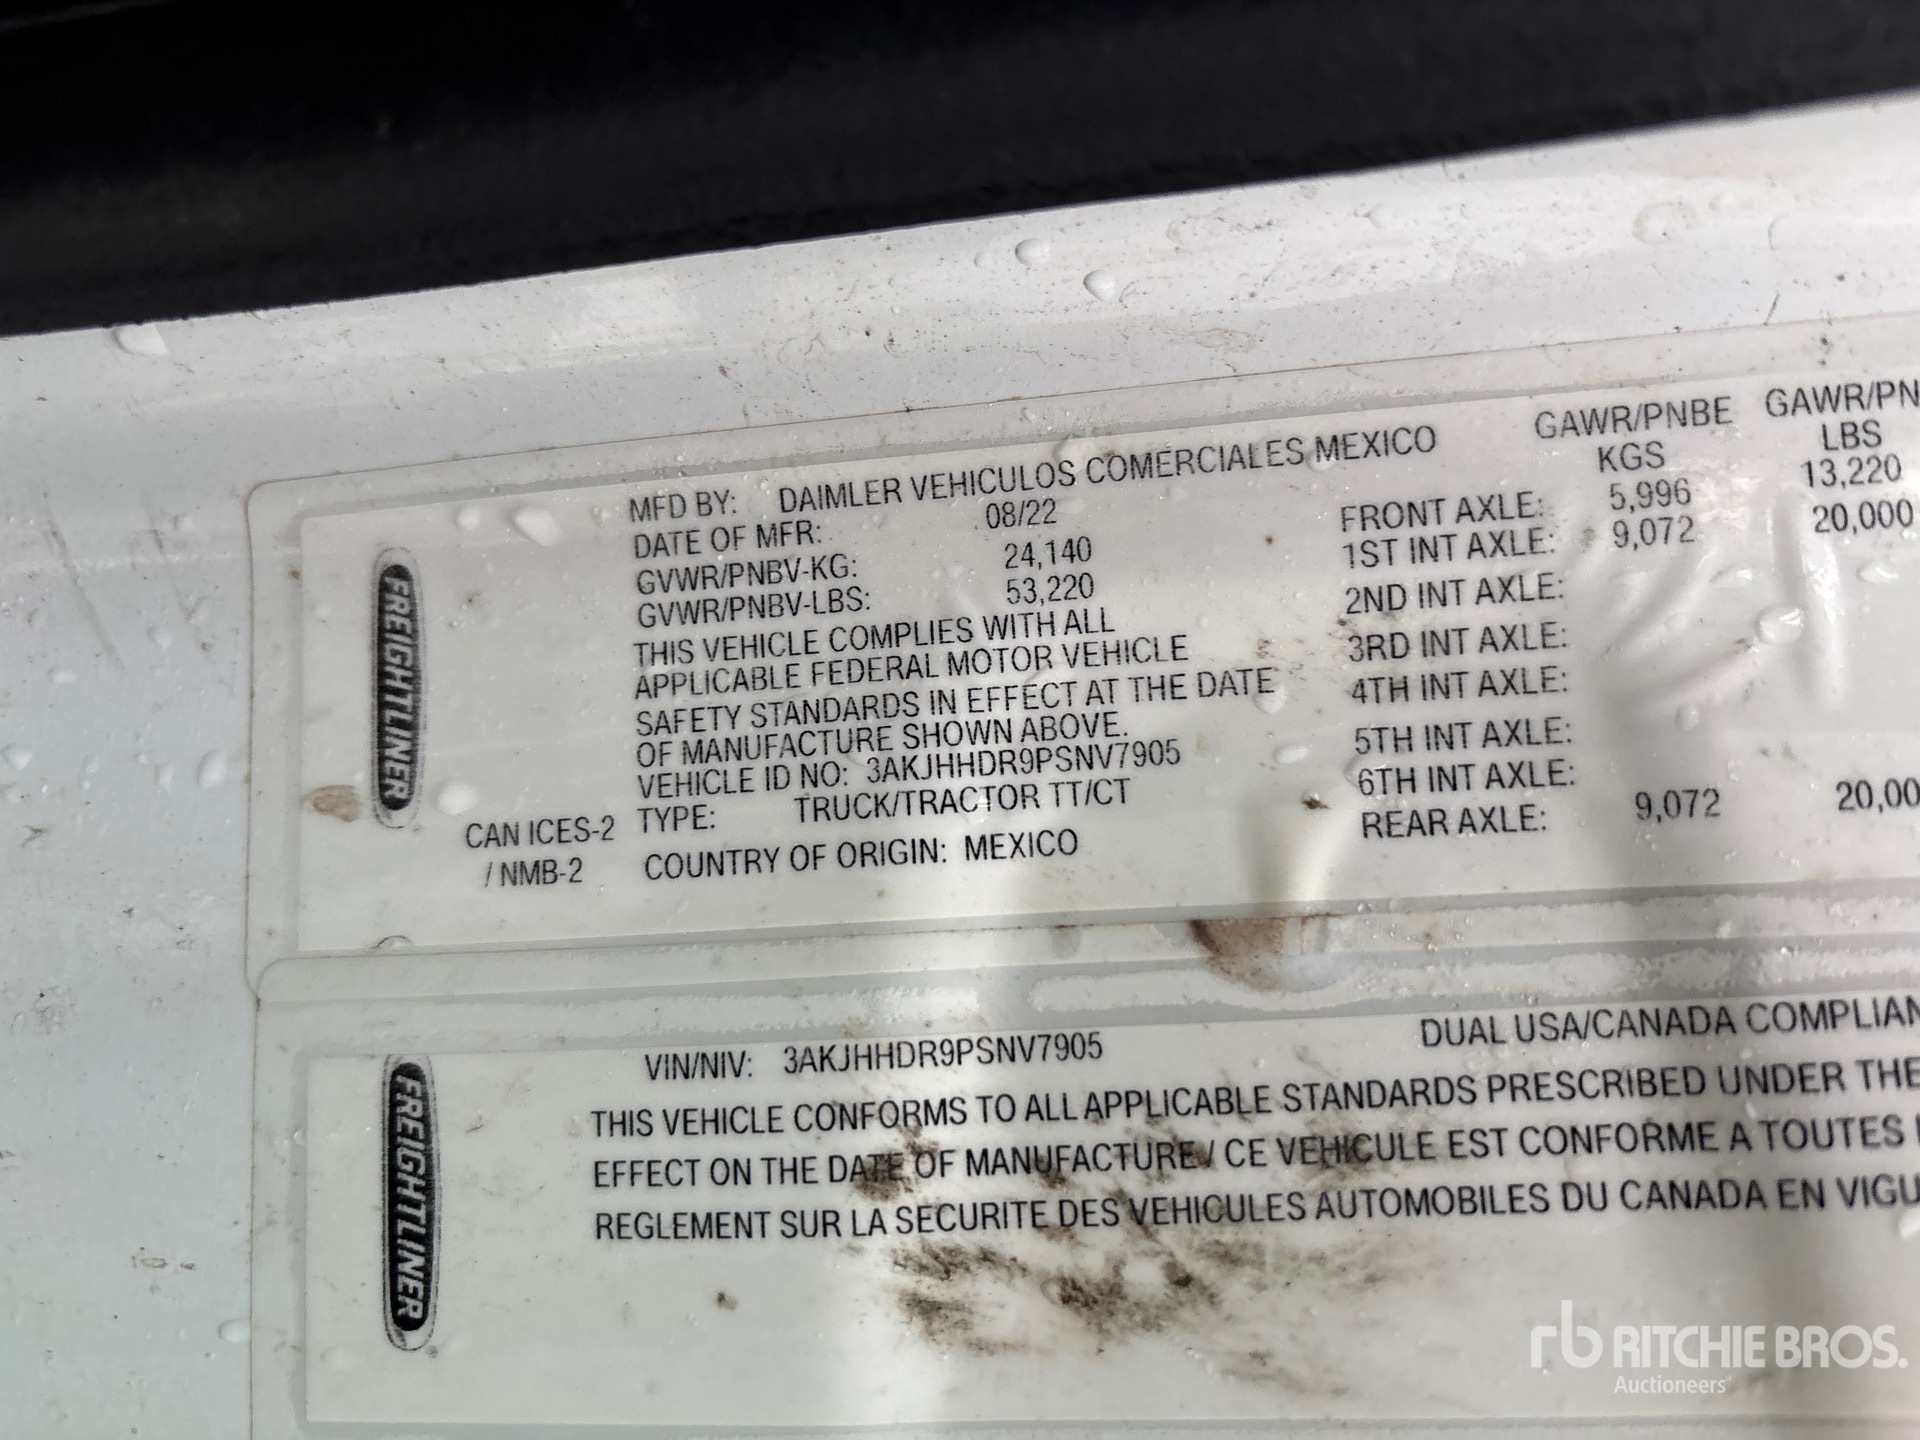 GAWR/PNBE GAWR/PN
KGS LBS
MFD BY: DAIMLER VEHICULOS COMERCIALES MEXICO
DATE OF MFR: 08/22
GVWR/PNBV-KG: 24,140
GVWR/PNBV-LBS: 53,220
THIS VEHICLE COMPLIES WITH ALL
APPLICABLE FEDERAL MOTOR VEHICLE
SAFETY STANDARDS IN EFFECT AT THE DATE
OF MANUFACTURE SHOWN ABOVE.
VEHICLE ID NO: 3AKJHHDR9PSNV7905
TYPE: TRUCK/TRACTOR TT/CT
COUNTRY OF ORIGIN: MEXICO
FRONT AXLE: 5,996 13,220
1ST INT AXLE: 9,072 20,000
2ND INT AXLE:
3RD INT AXLE:
4TH INT AXLE:
5TH INT AXLE:
6TH INT AXLE:
REAR AXLE: 9,072 20,00
FREIGHTLINER
CAN ICES-2
/ NMB-2
FREIGHTLINER
VIN/NIV: 3AKJHHDR9PSNV7905
DUAL USA/CANADA COMPLIAN
THIS VEHICLE CONFORMS TO ALL APPLICABLE STANDARDS PRESCRIBED UNDER THE
EFFECT ON THE DATE OF MANUFACTURE / CE VEHICULE EST CONFORME A TOUTES
REGLEMENT SUR LA SECURITE DES VEHICULES AUTOMOBILES DU CANADA EN VIGU
rb RITCHIE BROS.
Auctioneers